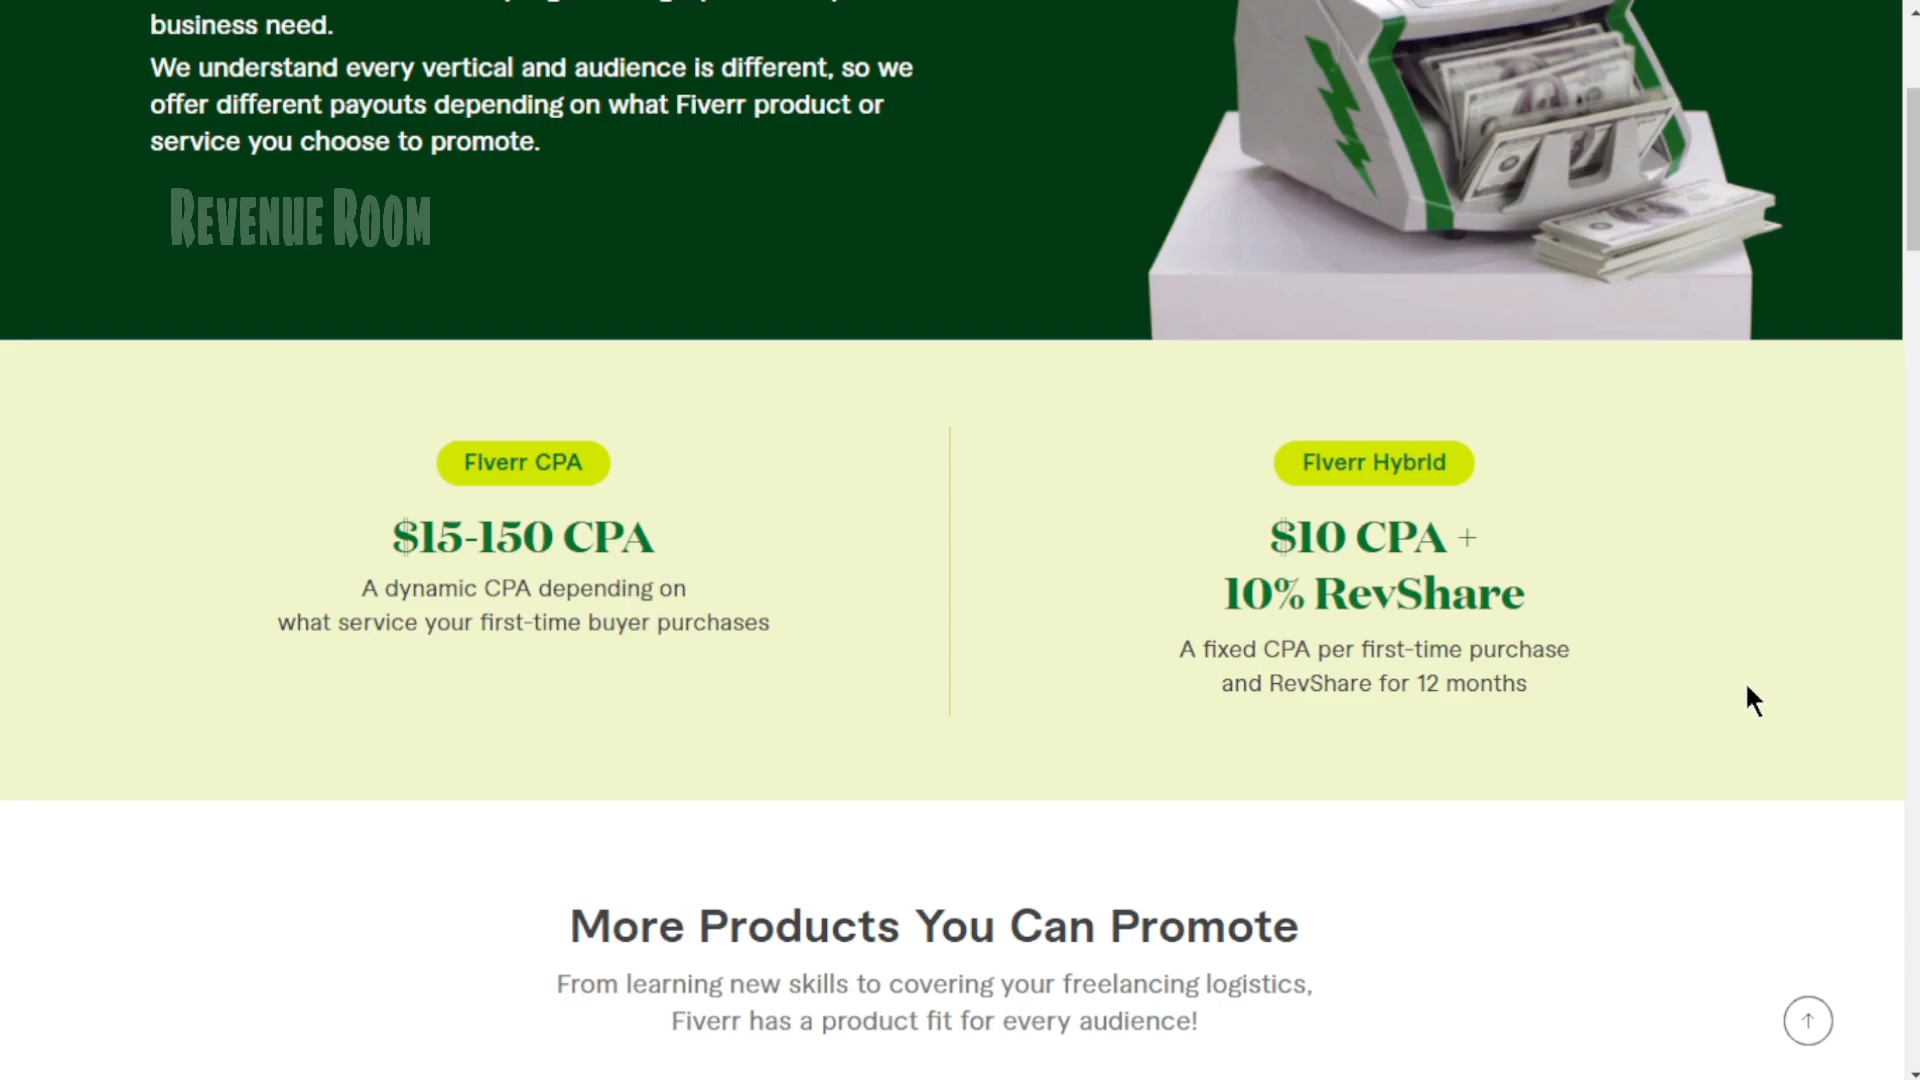 business need.
We understand every vertical and audience is different, so we
offer different payouts depending on what Fiverr product or
service you choose to promote.
REVENUE ROOM
Fiverr CPA
$15-150 CPA
A dynamic CPA depending on
what service your first-time buyer purchases
Fiverr Hybrid
$10 CPA +
10% RevShare
A fixed CPA per first-time purchase
and RevShare for 12 months
More Products You Can Promote
From learning new skills to covering your freelancing logistics,
Fiverr has a product fit for every audience!